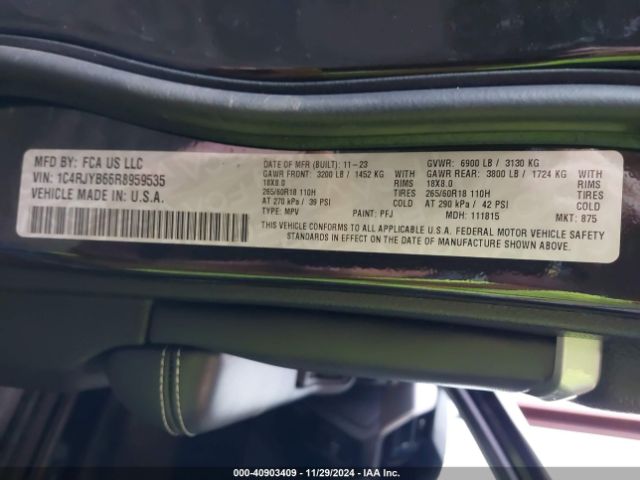 MFD BY: FCA US LLC
VIN: 1C4RJYB66R8959535
VEHICLE MADE IN U.S.A.
DATE OF MFR (BUILT): 11-23 GVWR: 6900 LB / 3130 KG
GAWR FRONT: 3200 LB / 1452 KG WITH GAWR REAR: 3800 LB / 1724 KG WITH
18X8.0 RIMS 18X8.0 RIMS
265/60R18 110H TIRES 265/60R18 110H TIRES
AT 270 kPa / 39 PSI COLD AT 290 kPa / 42 PSI COLD
TYPE: MPV PAINT: PFJ MDH: 111815 MKT: 875
THIS VEHICLE CONFORMS TO ALL APPLICABLE U.S.A. FEDERAL MOTOR VEHICLE SAFETY
STANDARDS IN EFFECT ON THE DATE OF MANUFACTURE SHOWN ABOVE.
000-40903409 - 11/29/2024 - IAA Inc.